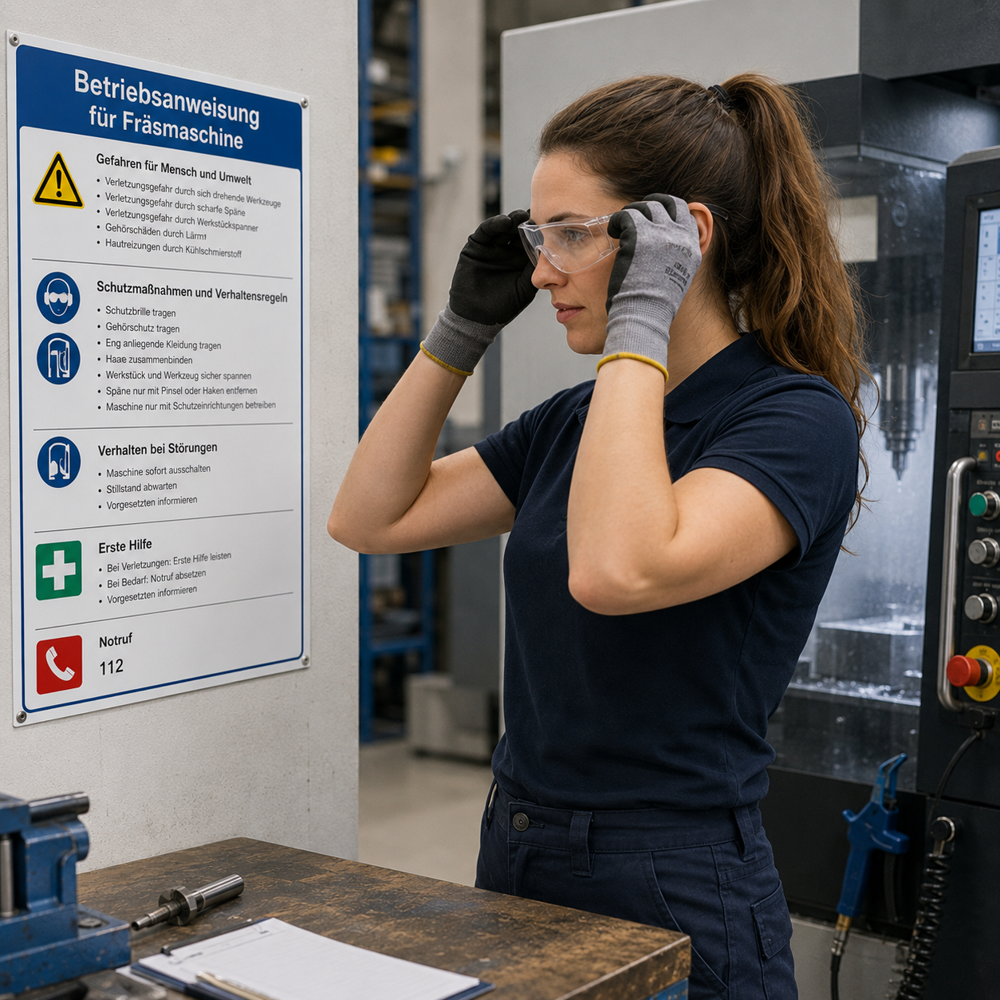 Betriebsanweisung
für Fräsmaschine
Gefahren für Mensch und Umwelt
• Verletzungsgefahr durch sich drehende Werkzeuge
• Verletzungsgefahr durch scharfe Späne
• Verletzungsgefahr durch Werkstückspanner
• Gehörschäden durch Lärm
• Hautreizungen durch Kühlschmierstoff
Schutzmaßnahmen und Verhaltensregeln
• Schutzbrille tragen
• Gehörschutz tragen
• Eng anliegende Kleidung tragen
• Haae zusammenbinden
• Werkstück und Werkzeug sicher spannen
• Späne nur mit Pinsel oder Haken entfernen
• Maschine nur mit Schutzeinrichtungen betreiben
Verhalten bei Störungen
• Maschine sofort ausschalten
• Stillstand abwarten
• Vorgesetzten informieren
Erste Hilfe
• Bei Verletzungen: Erste Hilfe leisten
• Bei Bedarf: Notruf absetzen
• Vorgesetzten informieren
Notruf
112